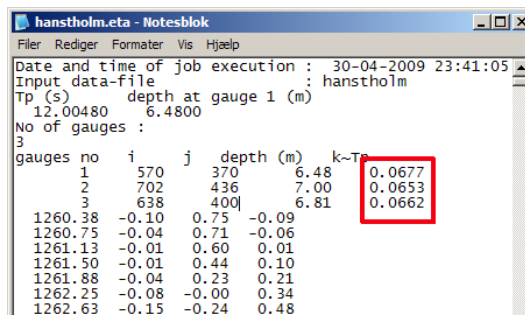 hanstholm.eta - Notesblok
Filer Rediger Formater Vis Hjælp
Date and time of job execution : 30-04-2009 23:41:05
Input data-file : hanstholm
Tp (s) depth at gauge 1 (m)
12.00480 6.4800
No of gauges :
3
gauges no i j depth (m) k~Tp
1 570 370 6.48 0.0677
2 702 436 7.00 0.0653
3 638 400 6.81 0.0662
1260.38 -0.10 0.75 -0.09
1260.75 -0.04 0.71 -0.06
1261.13 -0.01 0.60 0.01
1261.50 -0.01 0.44 0.10
1261.88 -0.04 0.23 0.21
1262.25 -0.08 -0.00 0.34
1262.63 -0.15 -0.24 0.48